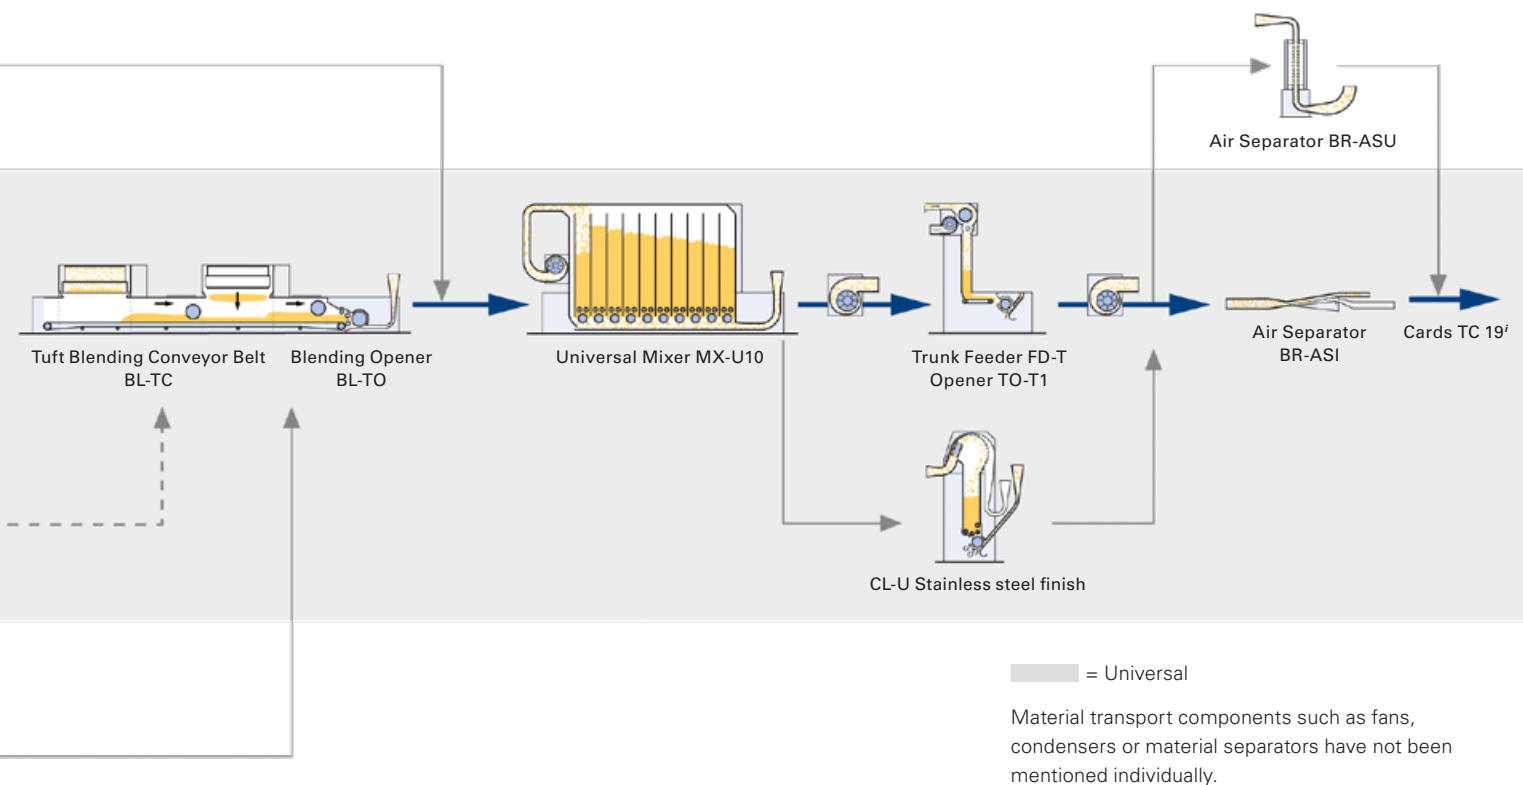 Air Separator BR-ASU
Tuft Blending Conveyor Belt
BL-TC
Blending Opener
BL-TO
Universal Mixer MX-U10
Trunk Feeder FD-T
Opener TO-T1
Air Separator
BR-ASI
Cards TC 19i
CL-U Stainless steel finish
= Universal
Material transport components such as fans,
condensers or material separators have not been
mentioned individually.